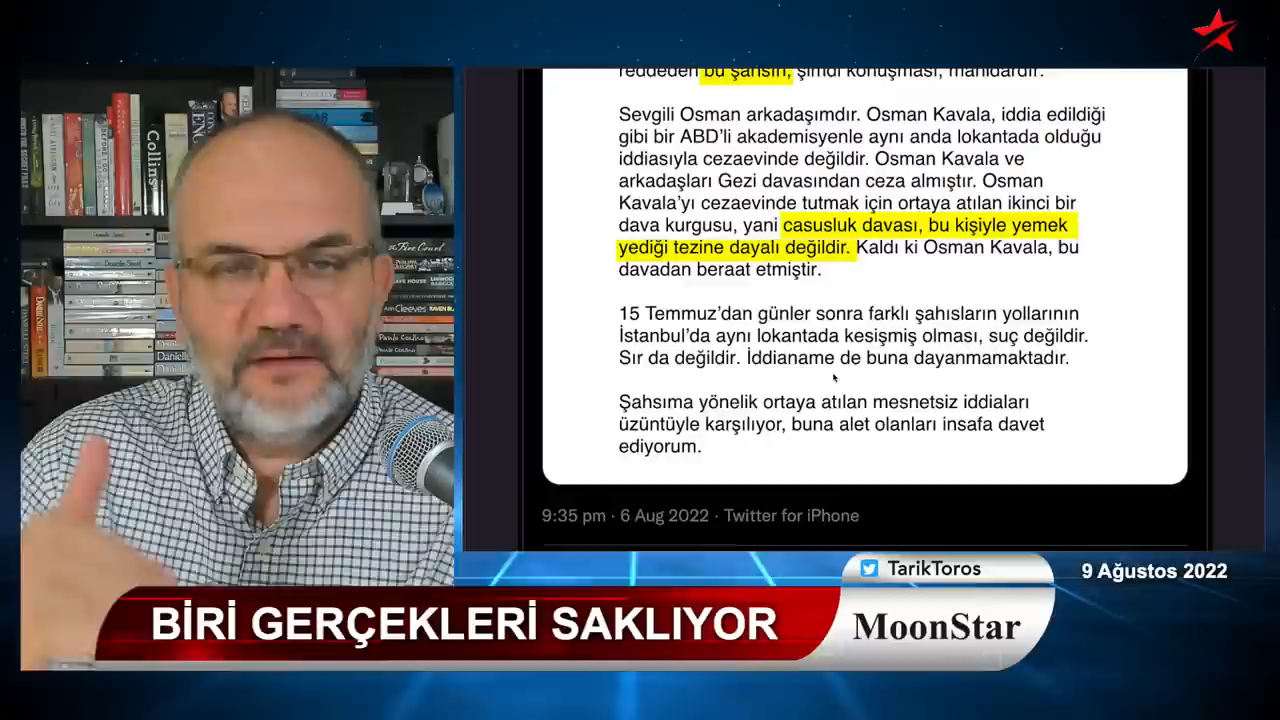 reddeden bu şahsın, şimdi konuşması, manidardır.
Sevgili Osman arkadaşımdır. Osman Kavala, iddia edildiği
gibi bir ABD'li akademisyenle aynı anda lokantada olduğu
iddiasıyla cezaevinde değildir. Osman Kavala ve
arkadaşları Gezi davasından ceza almıştır. Osman
Kavala'yı cezaevinde tutmak için ortaya atılan ikinci bir
dava kurgusu, yani casusluk davası, bu kişiyle yemek
yediği tezine dayalı değildir. Kaldı ki Osman Kavala, bu
davadan beraat etmiştir.
15 Temmuz'dan günler sonra farklı şahısların yollarının
İstanbul'da aynı lokantada kesişmiş olması, suç değildir.
Sır da değildir. İddianame de buna dayanmamaktadır.
Şahsıma yönelik ortaya atılan mesnetsiz iddiaları
üzüntüyle karşılıyor, buna alet olanları insafa davet
ediyorum.
9:35 pm · 6 Aug 2022 · Twitter for iPhone
TarikToros
9 Ağustos 2022
BİRİ GERÇEKLERİ SAKLIYOR
MoonStar
Collins